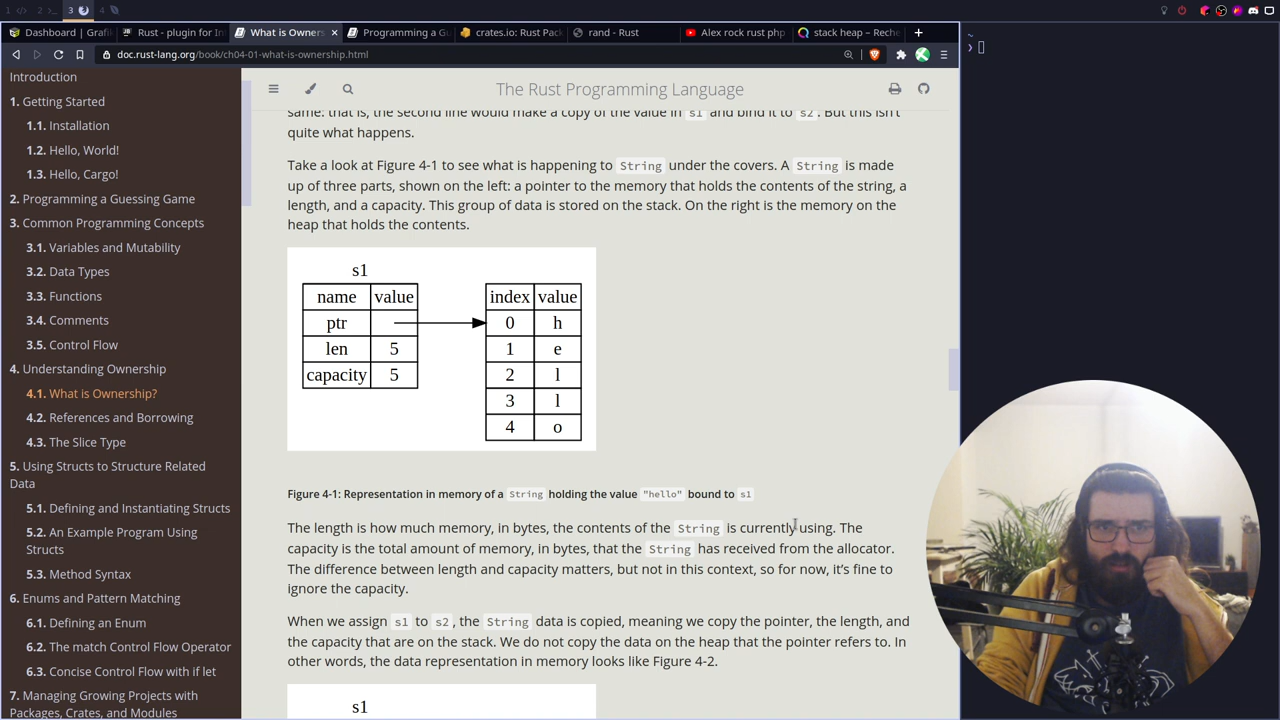 1
2
3
4
Dashboard | Grafi
Rust - plugin for In
What is Owners
Programming a Gu
crates.io: Rust Pack
rand - Rust
Alex rock rust php
stack heap – Reche
doc.rust-lang.org/book/ch04-01-what-is-ownership.html
Introduction
1. Getting Started
1.1. Installation
1.2. Hello, World!
1.3. Hello, Cargo!
2. Programming a Guessing Game
3. Common Programming Concepts
3.1. Variables and Mutability
3.2. Data Types
3.3. Functions
3.4. Comments
3.5. Control Flow
4. Understanding Ownership
4.1. What is Ownership?
4.2. References and Borrowing
4.3. The Slice Type
5. Using Structs to Structure Related
Data
5.1. Defining and Instantiating Structs
5.2. An Example Program Using
Structs
5.3. Method Syntax
6. Enums and Pattern Matching
6.1. Defining an Enum
6.2. The match Control Flow Operator
6.3. Concise Control Flow with if let
7. Managing Growing Projects with
Packages, Crates, and Modules
The Rust Programming Language
same: that is, the second line would make a copy of the value in s1 and bind it to s2. But this isn't
quite what happens.
Take a look at Figure 4-1 to see what is happening to String under the covers. A String is made
up of three parts, shown on the left: a pointer to the memory that holds the contents of the string, a
length, and a capacity. This group of data is stored on the stack. On the right is the memory on the
heap that holds the contents.
s1
name value
ptr
len 5
capacity 5
index value
0 h
1 e
2 l
3 l
4 o
Figure 4-1: Representation in memory of a String holding the value "hello" bound to s1
The length is how much memory, in bytes, the contents of the String is currently using. The
capacity is the total amount of memory, in bytes, that the String has received from the allocator.
The difference between length and capacity matters, but not in this context, so for now, it's fine to
ignore the capacity.
When we assign s1 to s2, the String data is copied, meaning we copy the pointer, the length, and
the capacity that are on the stack. We do not copy the data on the heap that the pointer refers to. In
other words, the data representation in memory looks like Figure 4-2.
s1
~
❯